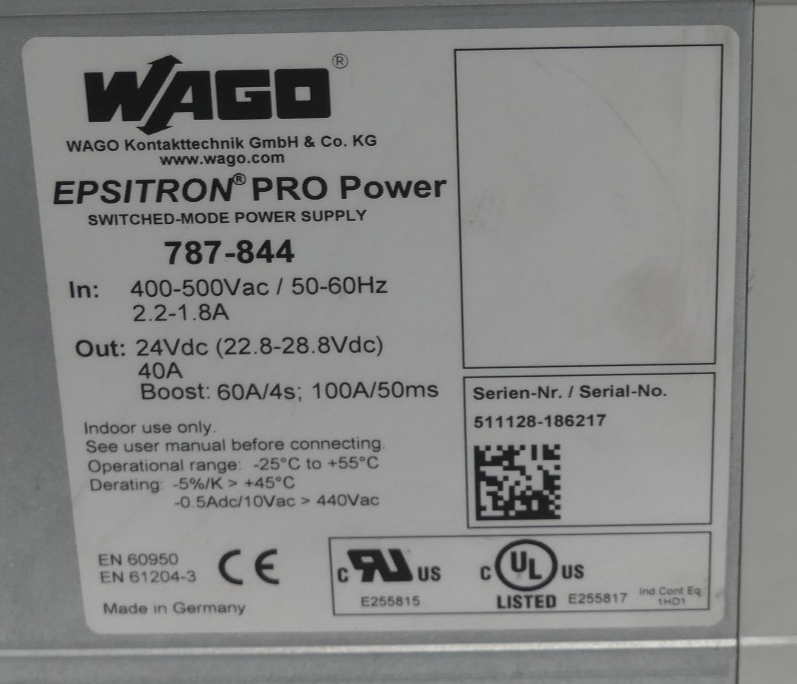 WAGO®
WAGO Kontakttechnik GmbH & Co. KG
www.wago.com
EPSITRON® PRO Power
SWITCHED-MODE POWER SUPPLY
787-844
In: 400-500Vac / 50-60Hz
2.2-1.8A
Out: 24Vdc (22.8-28.8Vdc)
40A
Boost: 60A/4s; 100A/50ms
Indoor use only.
See user manual before connecting.
Operational range: -25°C to +55°C
Derating: -5%/K > +45°C
-0.5Adc/10Vac > 440Vac
EN 60950
EN 61204-3
CE
Made in Germany
Serien-Nr. / Serial-No.
511128-186217
c RU US
E255815
c UL US
LISTED E255817
Ind.Cont.Eq.
1HD1